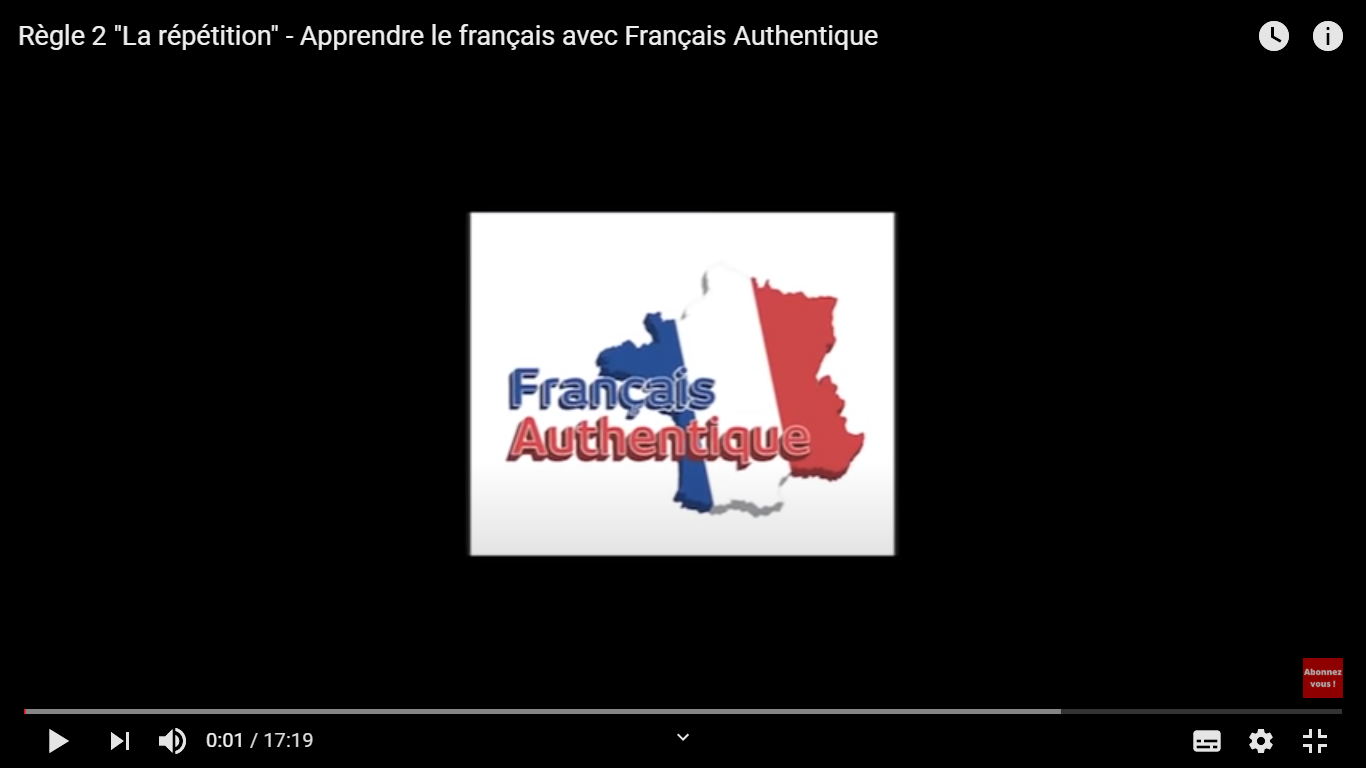 Règle 2 "La répétition" - Apprendre le français avec Français Authentique
Français
Authentique
Abonnez
vous !
0:01 / 17:19